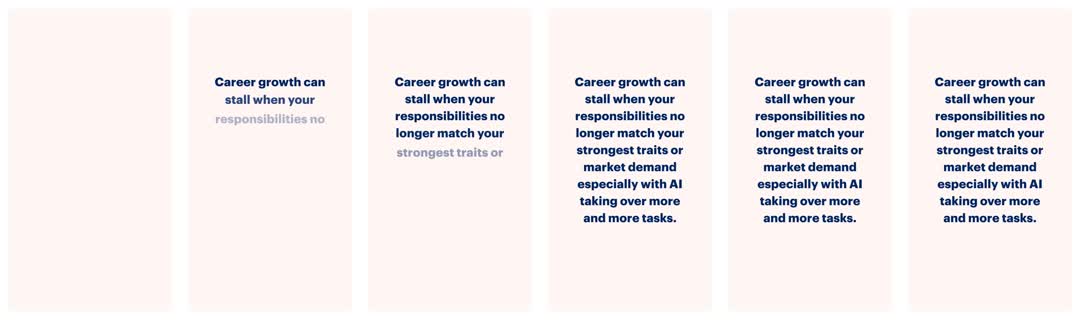 Career growth can
stall when your
responsibilities no
Career growth can
stall when your
responsibilities no
longer match your
strongest traits or
Career growth can
stall when your
responsibilities no
longer match your
strongest traits or
market demand
especially with AI
taking over more
and more tasks.
Career growth can
stall when your
responsibilities no
longer match your
strongest traits or
market demand
especially with AI
taking over more
and more tasks.
Career growth can
stall when your
responsibilities no
longer match your
strongest traits or
market demand
especially with AI
taking over more
and more tasks.